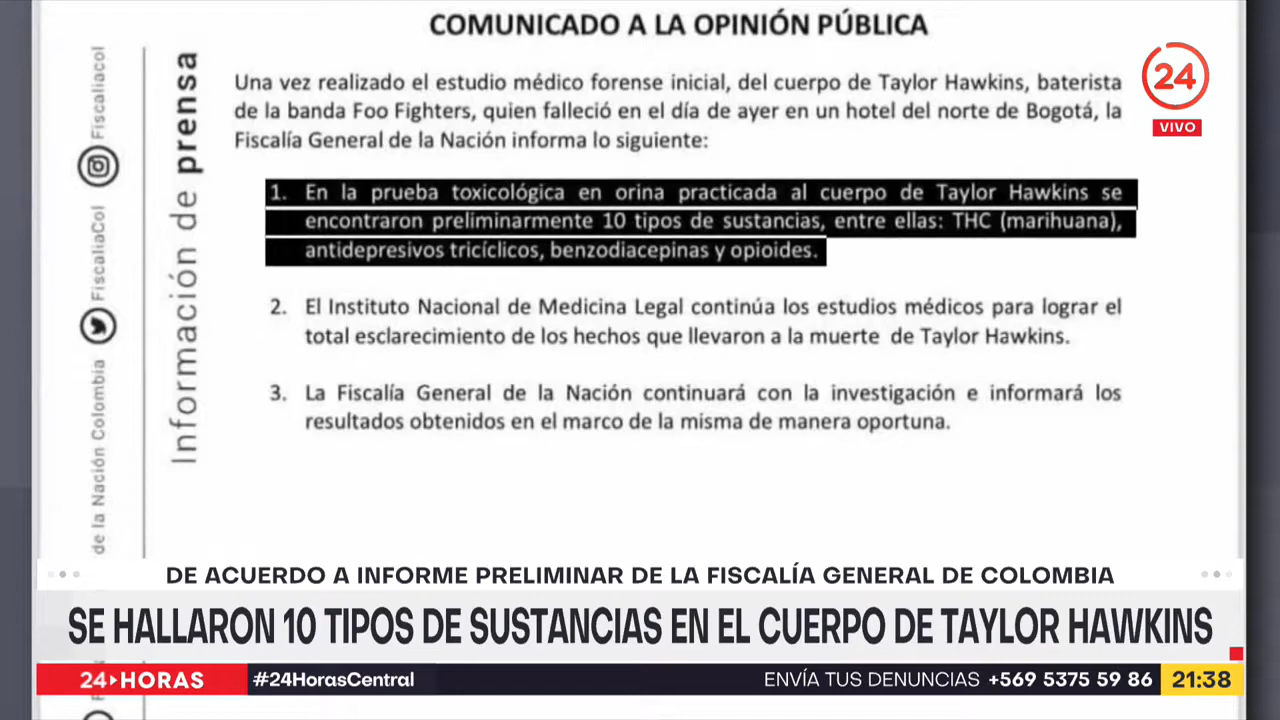 COMUNICADO A LA OPINIÓN PÚBLICA
Una vez realizado el estudio médico forense inicial, del cuerpo de Taylor Hawkins, baterista
de la banda Foo Fighters, quien falleció en el día de ayer en un hotel del norte de Bogotá, la
Fiscalía General de la Nación informa lo siguiente:
1. En la prueba toxicológica en orina practicada al cuerpo de Taylor Hawkins se
encontraron preliminarmente 10 tipos de sustancias, entre ellas: THC (marihuana),
antidepresivos tricíclicos, benzodiacepinas y opioides.
2. El Instituto Nacional de Medicina Legal continúa los estudios médicos para lograr el
total esclarecimiento de los hechos que llevaron a la muerte de Taylor Hawkins.
3. La Fiscalía General de la Nación continuará con la investigación e informará los
resultados obtenidos en el marco de la misma de manera oportuna.
Información de prensa
Fiscaliacol
FiscaliaCol
de la Nación Colombia
24
VIVO
DE ACUERDO A INFORME PRELIMINAR DE LA FISCALÍA GENERAL DE COLOMBIA
SE HALLARON 10 TIPOS DE SUSTANCIAS EN EL CUERPO DE TAYLOR HAWKINS
24 HORAS
#24HorasCentral
ENVÍA TUS DENUNCIAS +569 5375 59 86
21:38